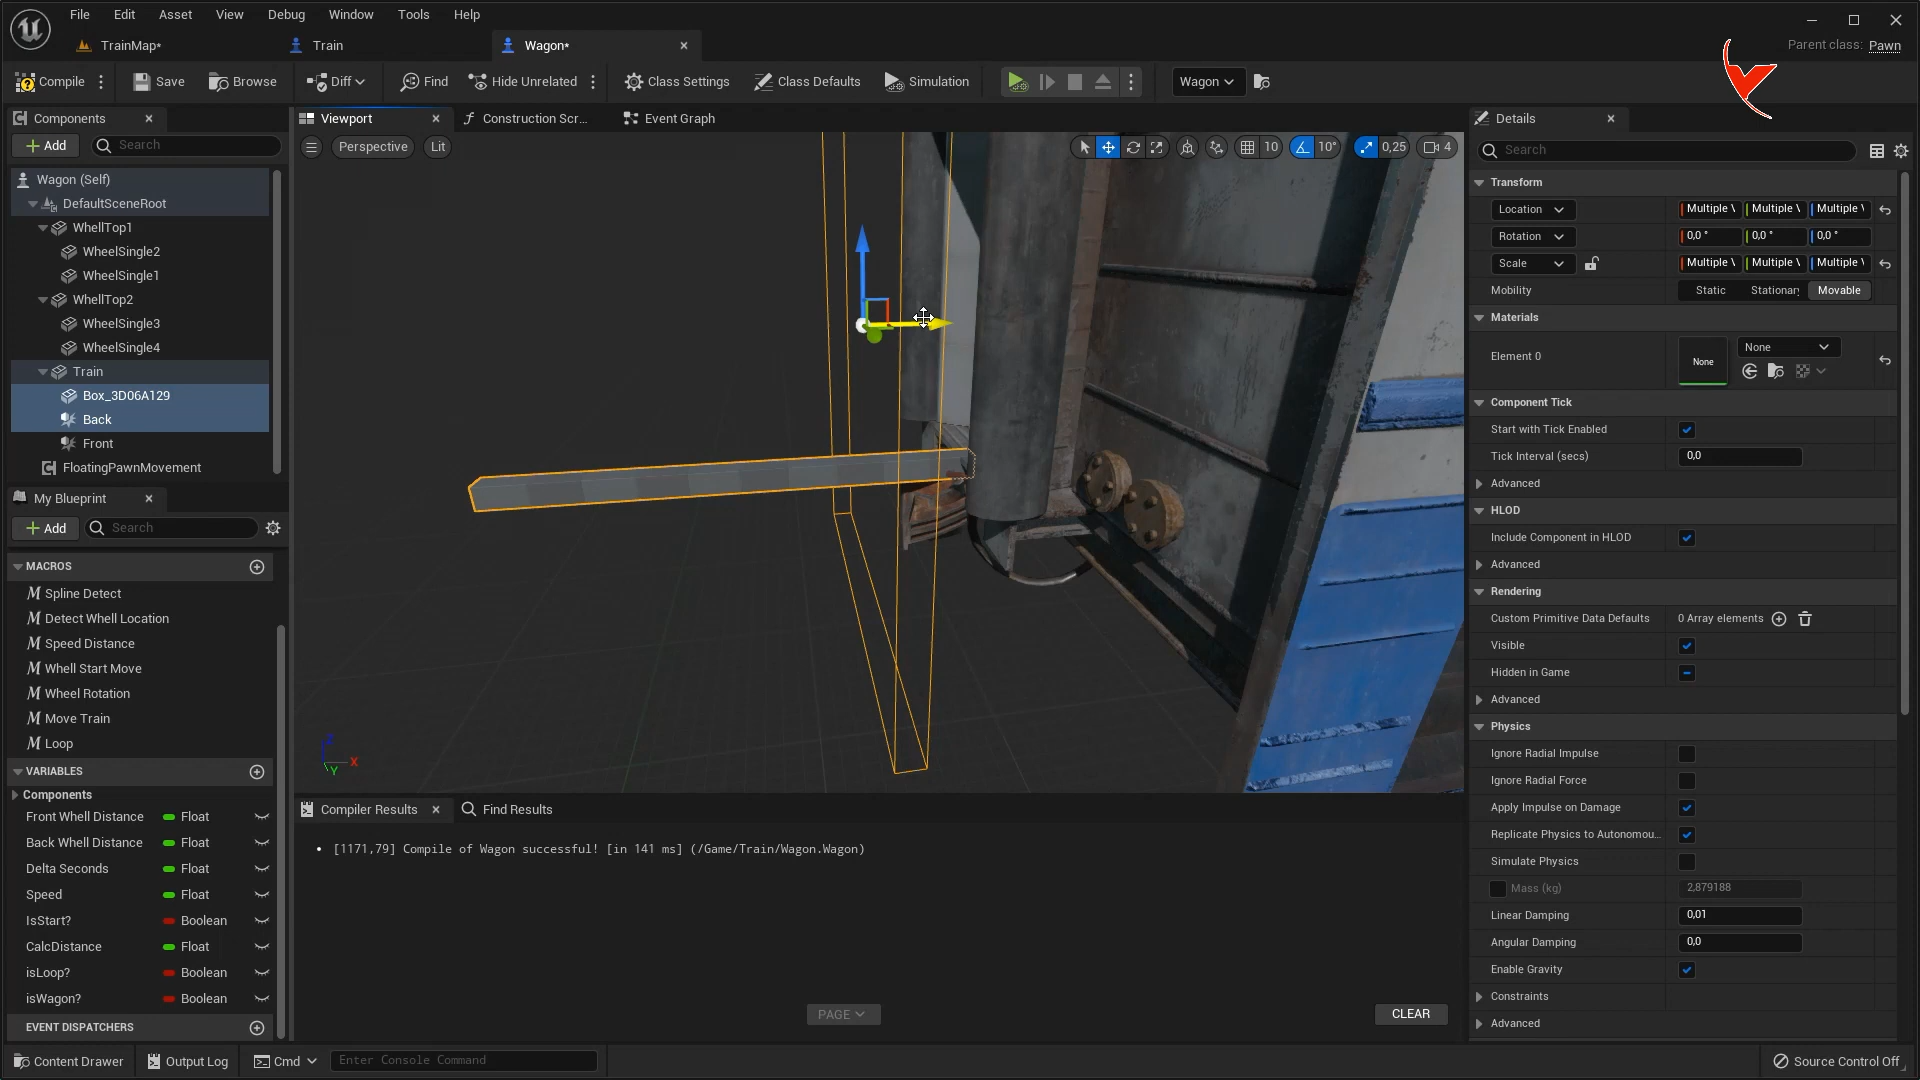 File Edit Asset View Debug Window Tools Help
TrainMap*
Train
Wagon*
Parent class: Pawn
Compile
Save
Browse
Diff
Find
Hide Unrelated
Class Settings
Class Defaults
Simulation
Wagon
Components
Add
Search
Wagon (Self)
DefaultSceneRoot
WhellTop1
WheelSingle2
WheelSingle1
WhellTop2
WheelSingle3
WheelSingle4
Train
Box_3D06A129
Back
Front
FloatingPawnMovement
My Blueprint
Add
Search
MACROS
Spline Detect
Detect Whell Location
Speed Distance
Whell Start Move
Wheel Rotation
Move Train
Loop
VARIABLES
Components
Front Whell Distance Float
Back Whell Distance Float
Delta Seconds Float
Speed Float
IsStart? Boolean
CalcDistance Float
isLoop? Boolean
isWagon? Boolean
EVENT DISPATCHERS
Viewport
Construction Scr...
Event Graph
Perspective
Lit
10
10°
0,25
4
Z
X
Y
Compiler Results
Find Results
[1171,79] Compile of Wagon successful! [in 141 ms] (/Game/Train/Wagon.Wagon)
PAGE
CLEAR
Details
Search
Transform
Location Multiple V Multiple V Multiple V
Rotation 0,0 ° 0,0 ° 0,0 °
Scale Multiple V Multiple V Multiple V
Mobility Static Stationary Movable
Materials
Element 0 None None
Component Tick
Start with Tick Enabled
Tick Interval (secs) 0,0
Advanced
HLOD
Include Component in HLOD
Advanced
Rendering
Custom Primitive Data Defaults 0 Array elements
Visible
Hidden in Game
Advanced
Physics
Ignore Radial Impulse
Ignore Radial Force
Apply Impulse on Damage
Replicate Physics to Autonomou...
Simulate Physics
Mass (kg) 2,879188
Linear Damping 0,01
Angular Damping 0,0
Enable Gravity
Constraints
Advanced
Content Drawer
Output Log
Cmd
Enter Console Command
Source Control Off